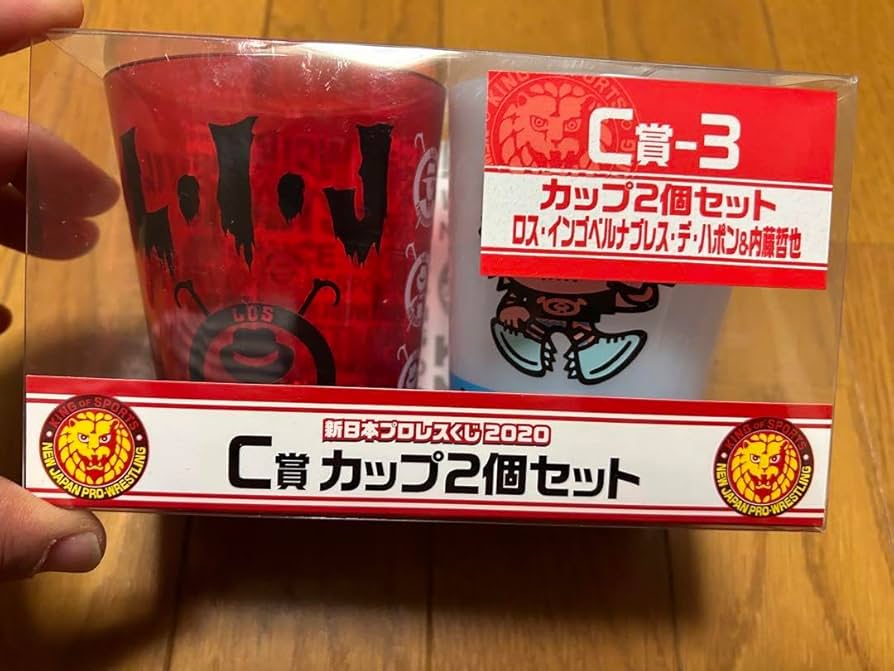 C賞-3
カップ2個セット
ロス・インゴベルナブレス・デ・ハポン&内藤哲也
L・I・J
LOS
新日本プロレスくじ2020
C賞 カップ2個セット
KING OF SPORTS
NEW JAPAN PRO-WRESTLING
KING OF SPORTS
NEW JAPAN PRO-WRESTLING